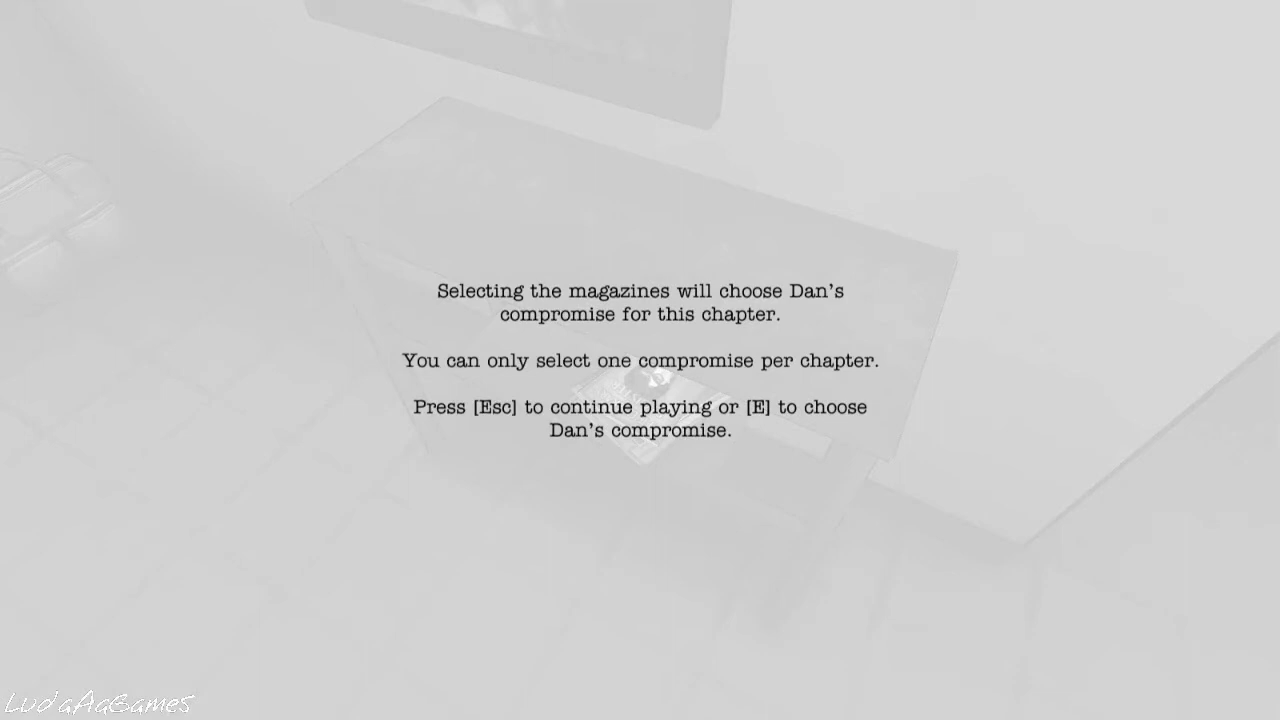 Selecting the magazines will choose Dan's
compromise for this chapter.
You can only select one compromise per chapter.
Press [Esc] to continue playing or [E] to choose
Dan's compromise.
LudaAaGames